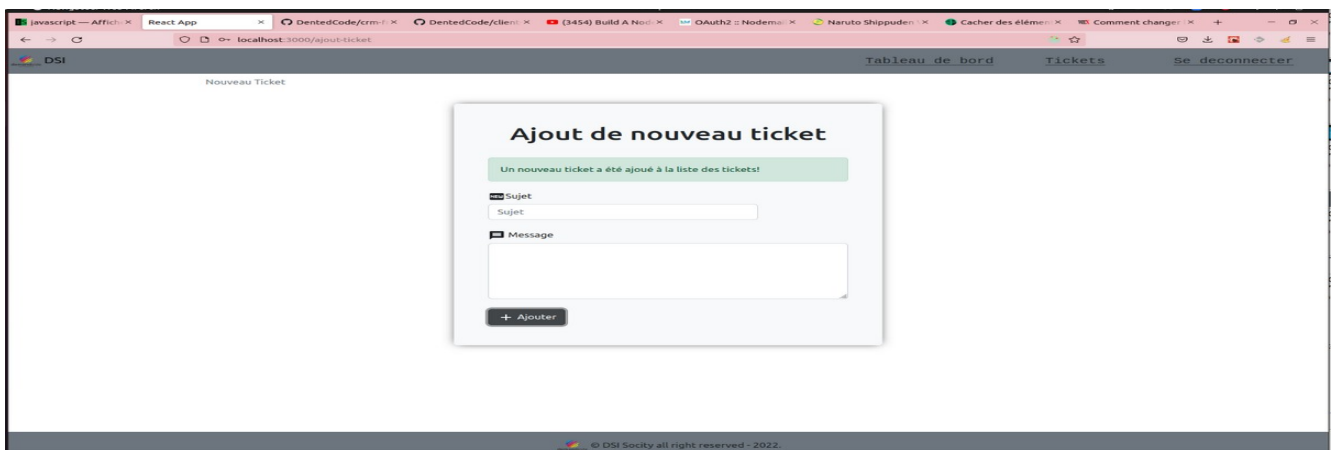 javascript — Affich
React App
DentedCode/crm-f
DentedCode/client
(3454) Build A Nod
OAuth2 :: Nodemai
Naruto Shippuden
Cacher des élémen
Comment changer
localhost:3000/ajout-ticket
DSI
Tableau de bord
Tickets
Se deconnecter
Nouveau Ticket
Ajout de nouveau ticket
Un nouveau ticket a été ajoué à la liste des tickets!
Sujet
Sujet
Message
+ Ajouter
© DSI Socity all right reserved - 2022.